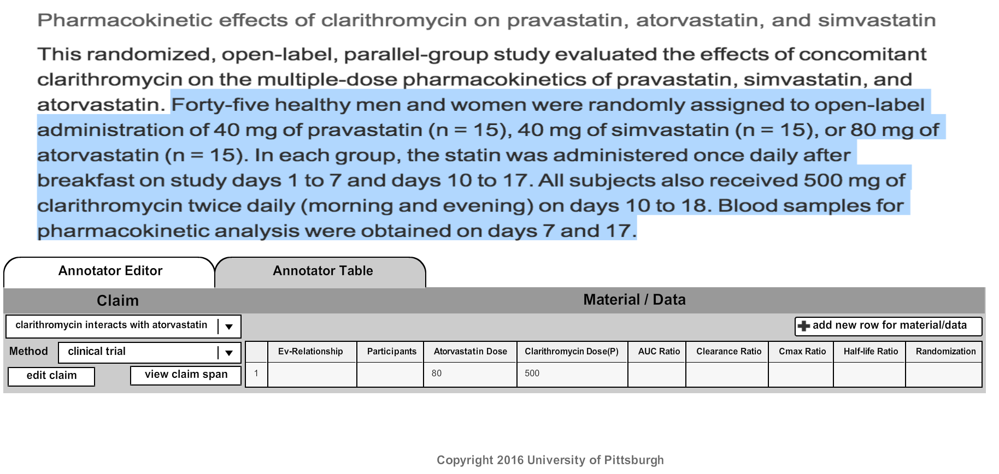 Pharmacokinetic effects of clarithromycin on pravastatin, atorvastatin, and simvastatin
This randomized, open-label, parallel-group study evaluated the effects of concomitant
clarithromycin on the multiple-dose pharmacokinetics of pravastatin, simvastatin, and
atorvastatin. Forty-five healthy men and women were randomly assigned to open-label
administration of 40 mg of pravastatin (n = 15), 40 mg of simvastatin (n = 15), or 80 mg of
atorvastatin (n = 15). In each group, the statin was administered once daily after
breakfast on study days 1 to 7 and days 10 to 17. All subjects also received 500 mg of
clarithromycin twice daily (morning and evening) on days 10 to 18. Blood samples for
pharmacokinetic analysis were obtained on days 7 and 17.
Annotator Editor Annotator Table
Claim Material / Data
clarithromycin interacts with atorvastatin add new row for material/data
Method clinical trial
edit claim view claim span
Ev-Relationship Participants Atorvastatin Dose Clarithromycin Dose(P) AUC Ratio Clearance Ratio Cmax Ratio Half-life Ratio Randomization
1 80 500
Copyright 2016 University of Pittsburgh